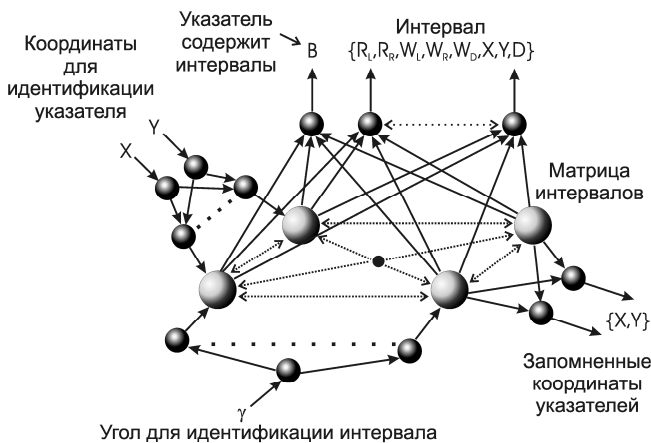 Указатель
содержит
интервалы
B
Интервал
{R_L,R_R,W_L,W_R,W_D,X,Y,D}
Координаты
для
идентификации
указателя
Y
X
Матрица
интервалов
{X,Y}
Запомненные
координаты
указателей
γ
Угол для идентификации интервала